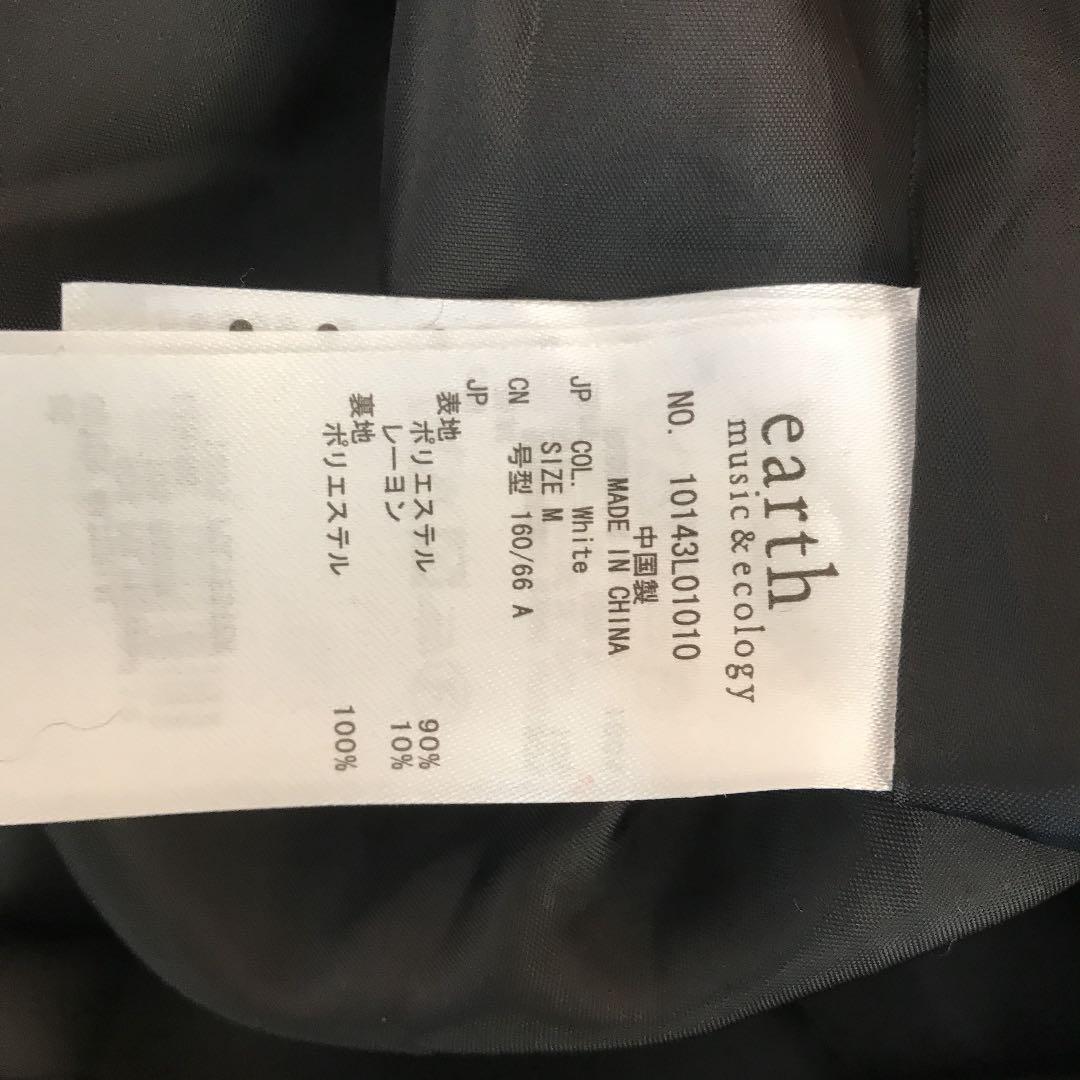 earth
music&ecology
NO. 10143L01010
中国製
MADE IN CHINA
JP COL. White
SIZE M
CN 号型 160/66 A
JP
表地
ポリエステル 90%
レーヨン 10%
裏地
ポリエステル 100%